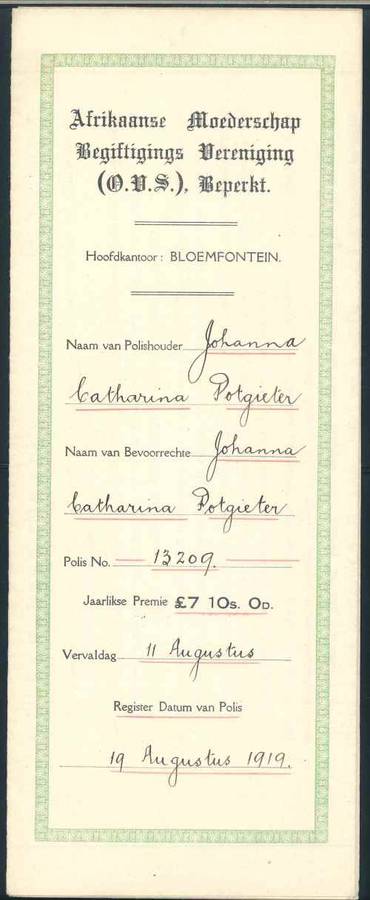 Afrikaanse Moederschap
Begiftigings Vereniging
(O.V.S.), Beperkt.
Hoofdkantoor: BLOEMFONTEIN.
Naam van Polishouder Johanna
Catharina Potgieter
Naam van Bevoorrechte Johanna
Catharina Potgieter
Polis No. 13209.
Jaarlikse Premie £7 10s. 0D.
Vervaldag 11 Augustus
Register Datum van Polis
19 Augustus 1919.